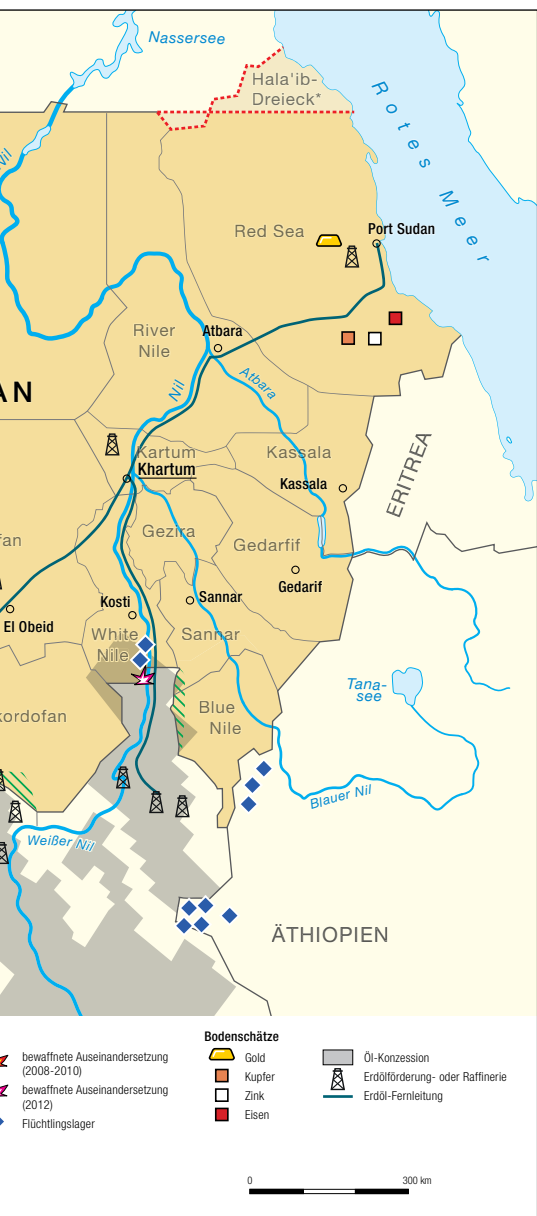 Nassersee
Hala'ib-
Dreieck*
Rotes Meer
Nil
Red Sea
Port Sudan
River
Nile
Atbara
AN
Nil
Atbara
Kartum
Khartum
Kassala
Kassala
ERITREA
fan
Gezira
Gedarfif
Gedarif
El Obeid
Kosti
Sannar
White
Nile
Sannar
Tana-
see
kordofan
Blue
Nile
Blauer Nil
Weißer Nil
ÄTHIOPIEN
bewaffnete Auseinandersetzung
(2008-2010)
bewaffnete Auseinandersetzung
(2012)
Flüchtlingslager
Bodenschätze
Gold
Kupfer
Zink
Eisen
Öl-Konzession
Erdölförderung- oder Raffinerie
Erdöl-Fernleitung
0
300 km